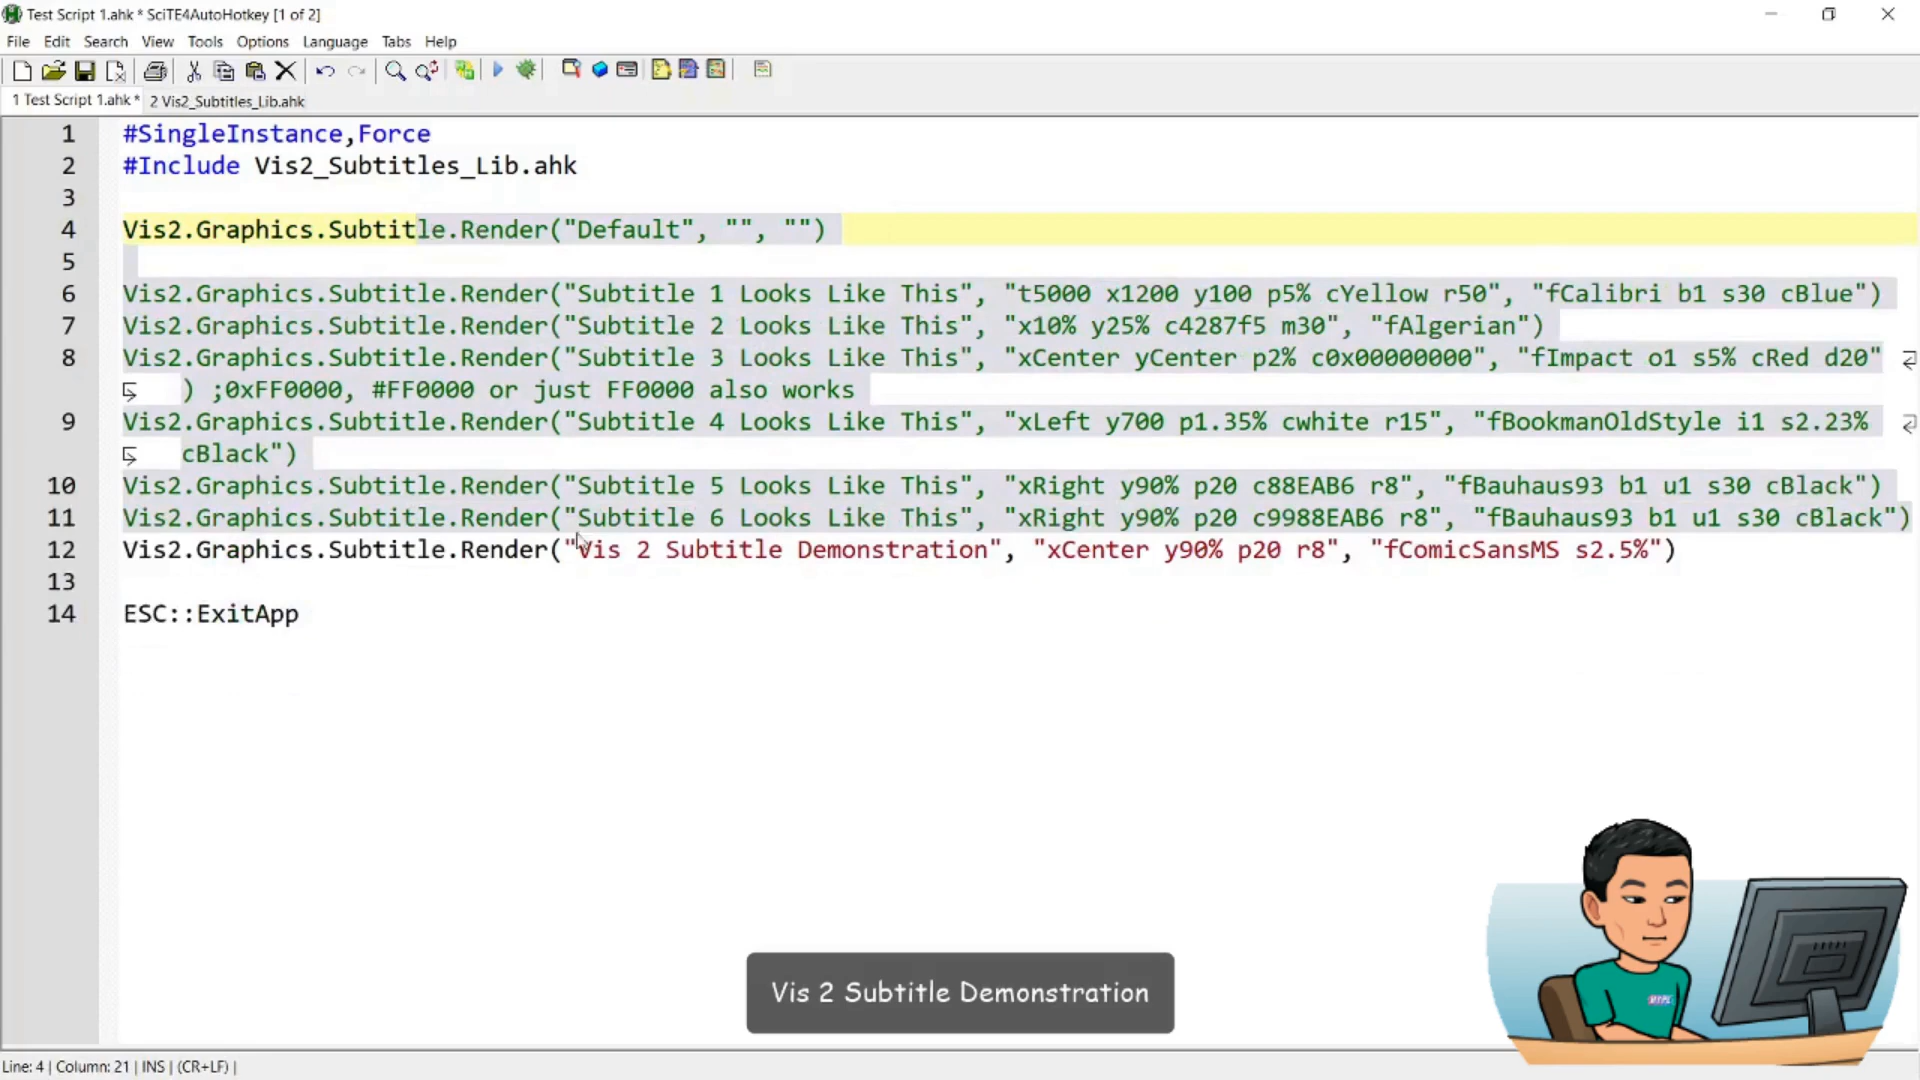 Test Script 1.ahk * SciTE4AutoHotkey [1 of 2]
File Edit Search View Tools Options Language Tabs Help
1 Test Script 1.ahk * 2 Vis2_Subtitles_Lib.ahk
1 #SingleInstance,Force
2 #Include Vis2_Subtitles_Lib.ahk
3
4 Vis2.Graphics.Subtitle.Render("Default", "", "")
5
6 Vis2.Graphics.Subtitle.Render("Subtitle 1 Looks Like This", "t5000 x1200 y100 p5% cYellow r50", "fCalibri b1 s30 cBlue")
7 Vis2.Graphics.Subtitle.Render("Subtitle 2 Looks Like This", "x10% y25% c4287f5 m30", "fAlgerian")
8 Vis2.Graphics.Subtitle.Render("Subtitle 3 Looks Like This", "xCenter yCenter p2% c0x00000000", "fImpact o1 s5% cRed d20"
) ;0xFF0000, #FF0000 or just FF0000 also works
9 Vis2.Graphics.Subtitle.Render("Subtitle 4 Looks Like This", "xLeft y700 p1.35% cwhite r15", "fBookmanOldStyle i1 s2.23%
cBlack")
10 Vis2.Graphics.Subtitle.Render("Subtitle 5 Looks Like This", "xRight y90% p20 c88EAB6 r8", "fBauhaus93 b1 u1 s30 cBlack")
11 Vis2.Graphics.Subtitle.Render("Subtitle 6 Looks Like This", "xRight y90% p20 c9988EAB6 r8", "fBauhaus93 b1 u1 s30 cBlack")
12 Vis2.Graphics.Subtitle.Render("Vis 2 Subtitle Demonstration", "xCenter y90% p20 r8", "fComicSansMS s2.5%")
13
14 ESC::ExitApp
Vis 2 Subtitle Demonstration
Line: 4 | Column: 21 | INS | (CR+LF) |